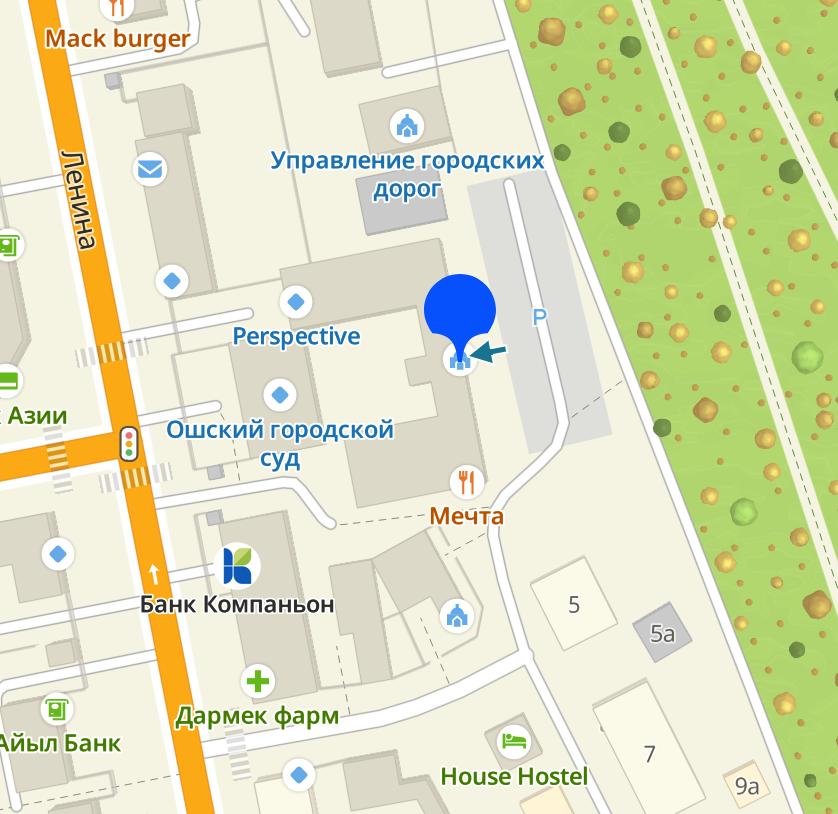 Mack burger
Управление городских
дорог
Ленина
P
Perspective
Азии
Ошский городской
суд
Мечта
Банк Компаньон
5
5а
Дармек фарм
Айыл Банк
House Hostel
7
9а